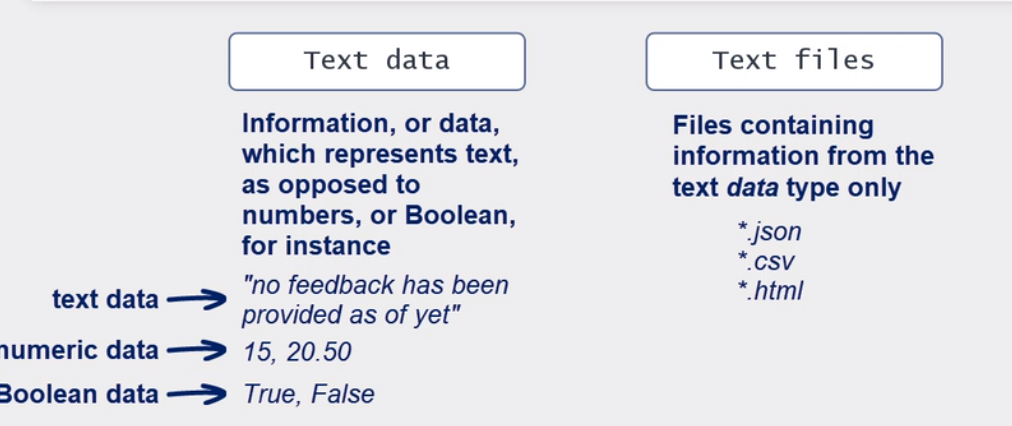 Text data
Information, or data,
which represents text,
as opposed to
numbers, or Boolean,
for instance
text data
"no feedback has been
provided as of yet"
numeric data
15, 20.50
Boolean data
True, False
Text files
Files containing
information from the
text data type only
*.json
*.csv
*.html